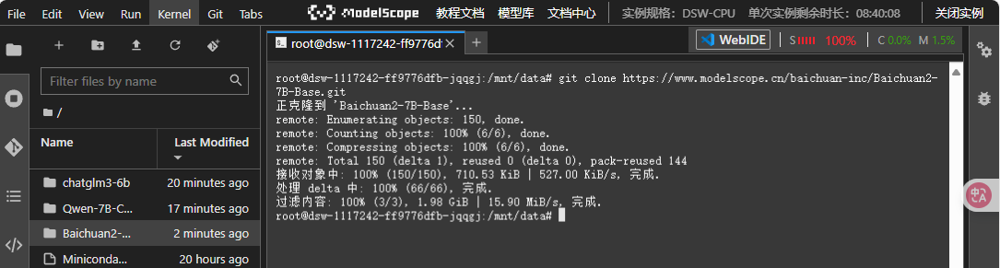 File Edit View Run Kernel Git Tabs ModelScope 教程文档 模型库 文档中心 实例规格：DSW-CPU 单次实例剩余时长：08:40:08 关闭实例
root@dsw-1117242-ff9776df
WebIDE S 100% C 0.0% M 1.5%
Filter files by name
/
Name Last Modified
chatglm3-6b 20 minutes ago
Qwen-7B-C... 17 minutes ago
Baichuan2-... 2 minutes ago
Miniconda... 20 hours ago
root@dsw-1117242-ff9776dfb-jqqgj:/mnt/data# git clone https://www.modelscope.cn/baichuan-inc/Baichuan2-
7B-Base.git
正克隆到 'Baichuan2-7B-Base'...
remote: Enumerating objects: 150, done.
remote: Counting objects: 100% (6/6), done.
remote: Compressing objects: 100% (6/6), done.
remote: Total 150 (delta 1), reused 0 (delta 0), pack-reused 144
接收对象中: 100% (150/150), 710.53 KiB | 527.00 KiB/s, 完成.
处理 delta 中: 100% (66/66), 完成.
过滤内容: 100% (3/3), 1.98 GiB | 15.90 MiB/s, 完成.
root@dsw-1117242-ff9776dfb-jqqgj:/mnt/data#